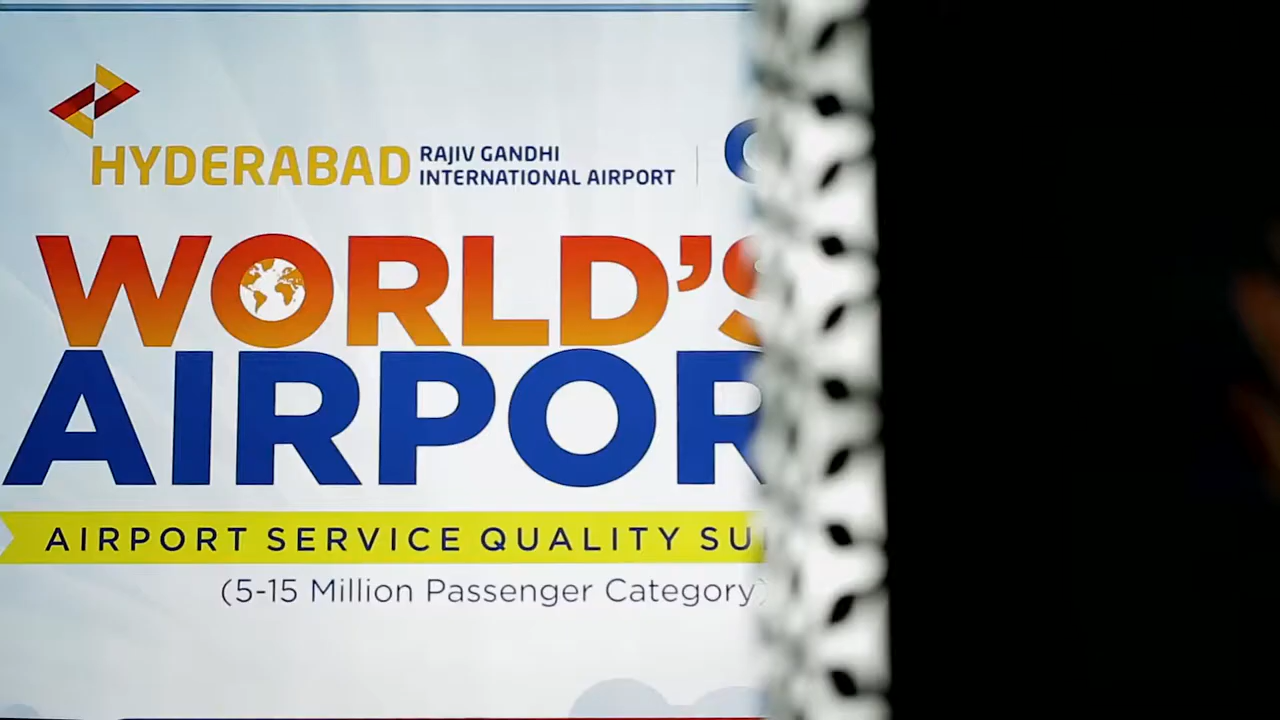 HYDERABAD RAJIV GANDHI
INTERNATIONAL AIRPORT
WORLD'S
AIRPOR
AIRPORT SERVICE QUALITY SU
(5-15 Million Passenger Category)